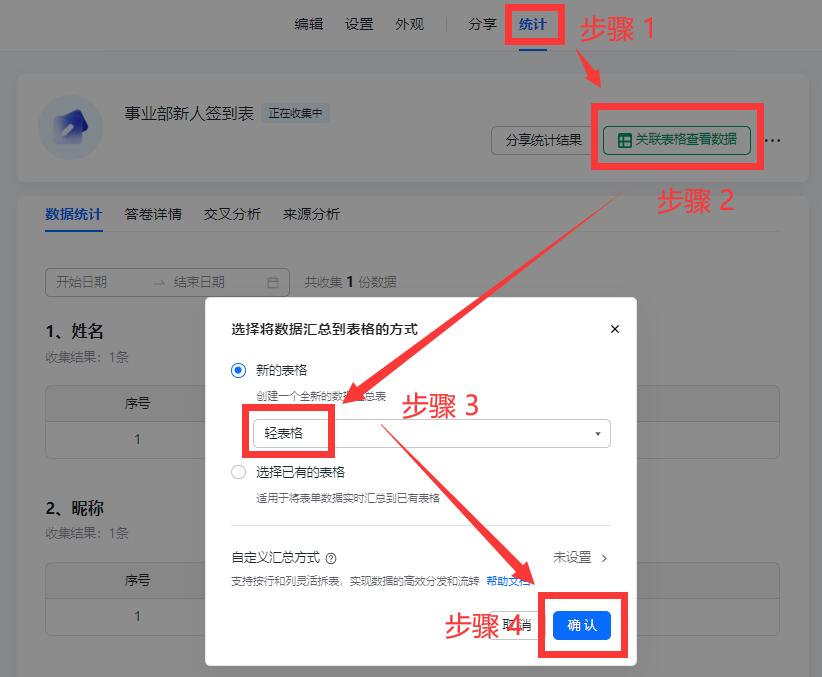 编辑 设置 外观 分享 统计 步骤 1
事业部新人签到表 正在收集中
分享统计结果 关联表格查看数据 ...
步骤 2
数据统计 答卷详情 交叉分析 来源分析
开始日期 → 结束日期 共收集 1 份数据
选择将数据汇总到表格的方式 ×
1、姓名
收集结果：1条
新的表格
创建一个全新的数据汇总表
序号
步骤 3
轻表格
1
选择已有的表格
适用于将表单数据实时汇总到已有表格
2、昵称
收集结果：1条
自定义汇总方式 ? 未设置 >
支持按行和列灵活拆表，实现数据的高效分发和流转 帮助文档
序号
1
步骤 4
取消 确认